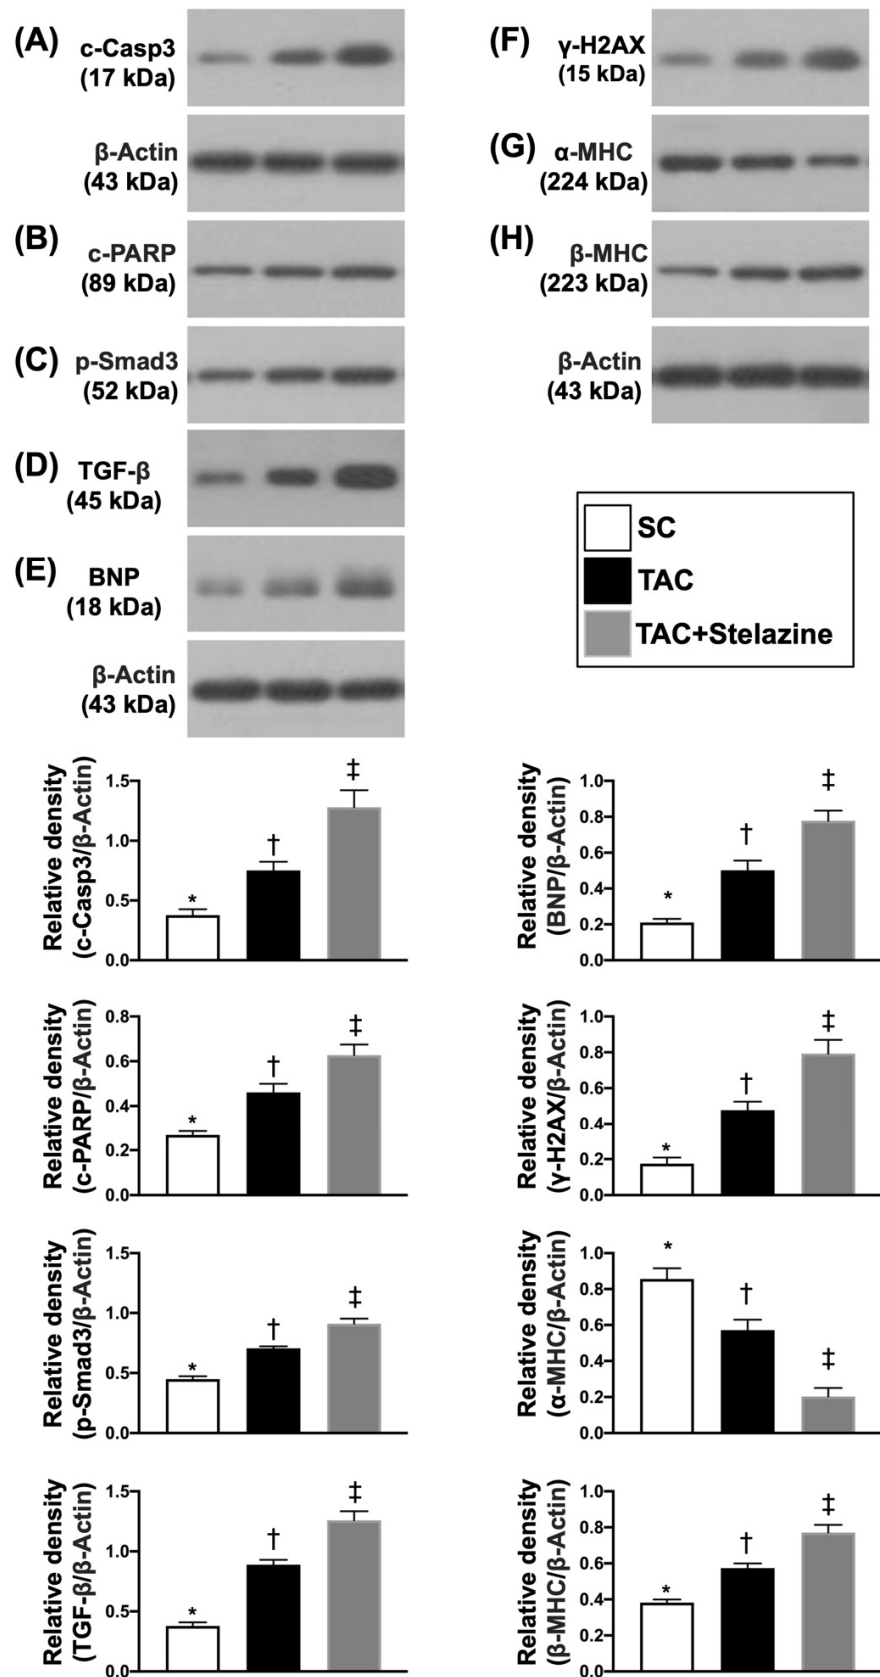 (A) c-Casp3
(17 kDa)
β-Actin
(43 kDa)
(B) c-PARP
(89 kDa)
(C) p-Smad3
(52 kDa)
(D) TGF-β
(45 kDa)
(E) BNP
(18 kDa)
β-Actin
(43 kDa)
(F) γ-H2AX
(15 kDa)
(G) α-MHC
(224 kDa)
(H) β-MHC
(223 kDa)
β-Actin
(43 kDa)
SC
TAC
TAC+Stelazine
Relative density
(c-Casp3/β-Actin)
1.5
1.0
0.5
0.0
* † ‡
Relative density
(BNP/β-Actin)
1.0
0.8
0.6
0.4
0.2
0.0
* † ‡
Relative density
(c-PARP/β-Actin)
0.8
0.6
0.4
0.2
0.0
* † ‡
Relative density
(γ-H2AX/β-Actin)
1.0
0.8
0.6
0.4
0.2
0.0
* † ‡
Relative density
(p-Smad3/β-Actin)
1.5
1.0
0.5
0.0
* † ‡
Relative density
(α-MHC/β-Actin)
1.0
0.8
0.6
0.4
0.2
0.0
* † ‡
Relative density
(TGF-β/β-Actin)
1.5
1.0
0.5
0.0
* † ‡
Relative density
(β-MHC/β-Actin)
1.0
0.8
0.6
0.4
0.2
0.0
* † ‡